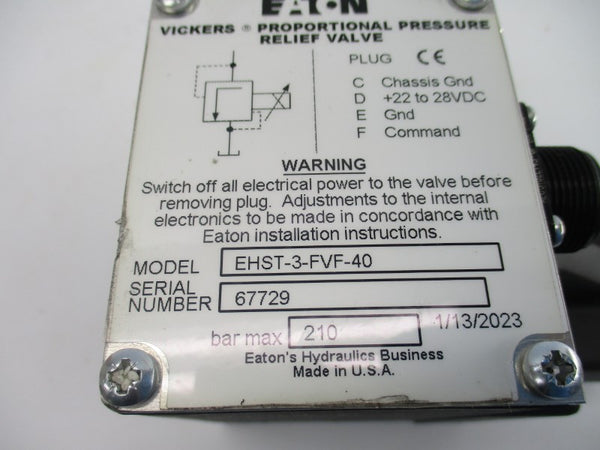 EATON
VICKERS ® PROPORTIONAL PRESSURE
RELIEF VALVE
PLUG CE
C Chassis Gnd
D +22 to 28VDC
E Gnd
F Command
WARNING
Switch off all electrical power to the valve before
removing plug. Adjustments to the internal
electronics to be made in concordance with
Eaton installation instructions.
MODEL EHST-3-FVF-40
SERIAL
NUMBER 67729
bar max 210 1/13/2023
Eaton's Hydraulics Business
Made in U.S.A.